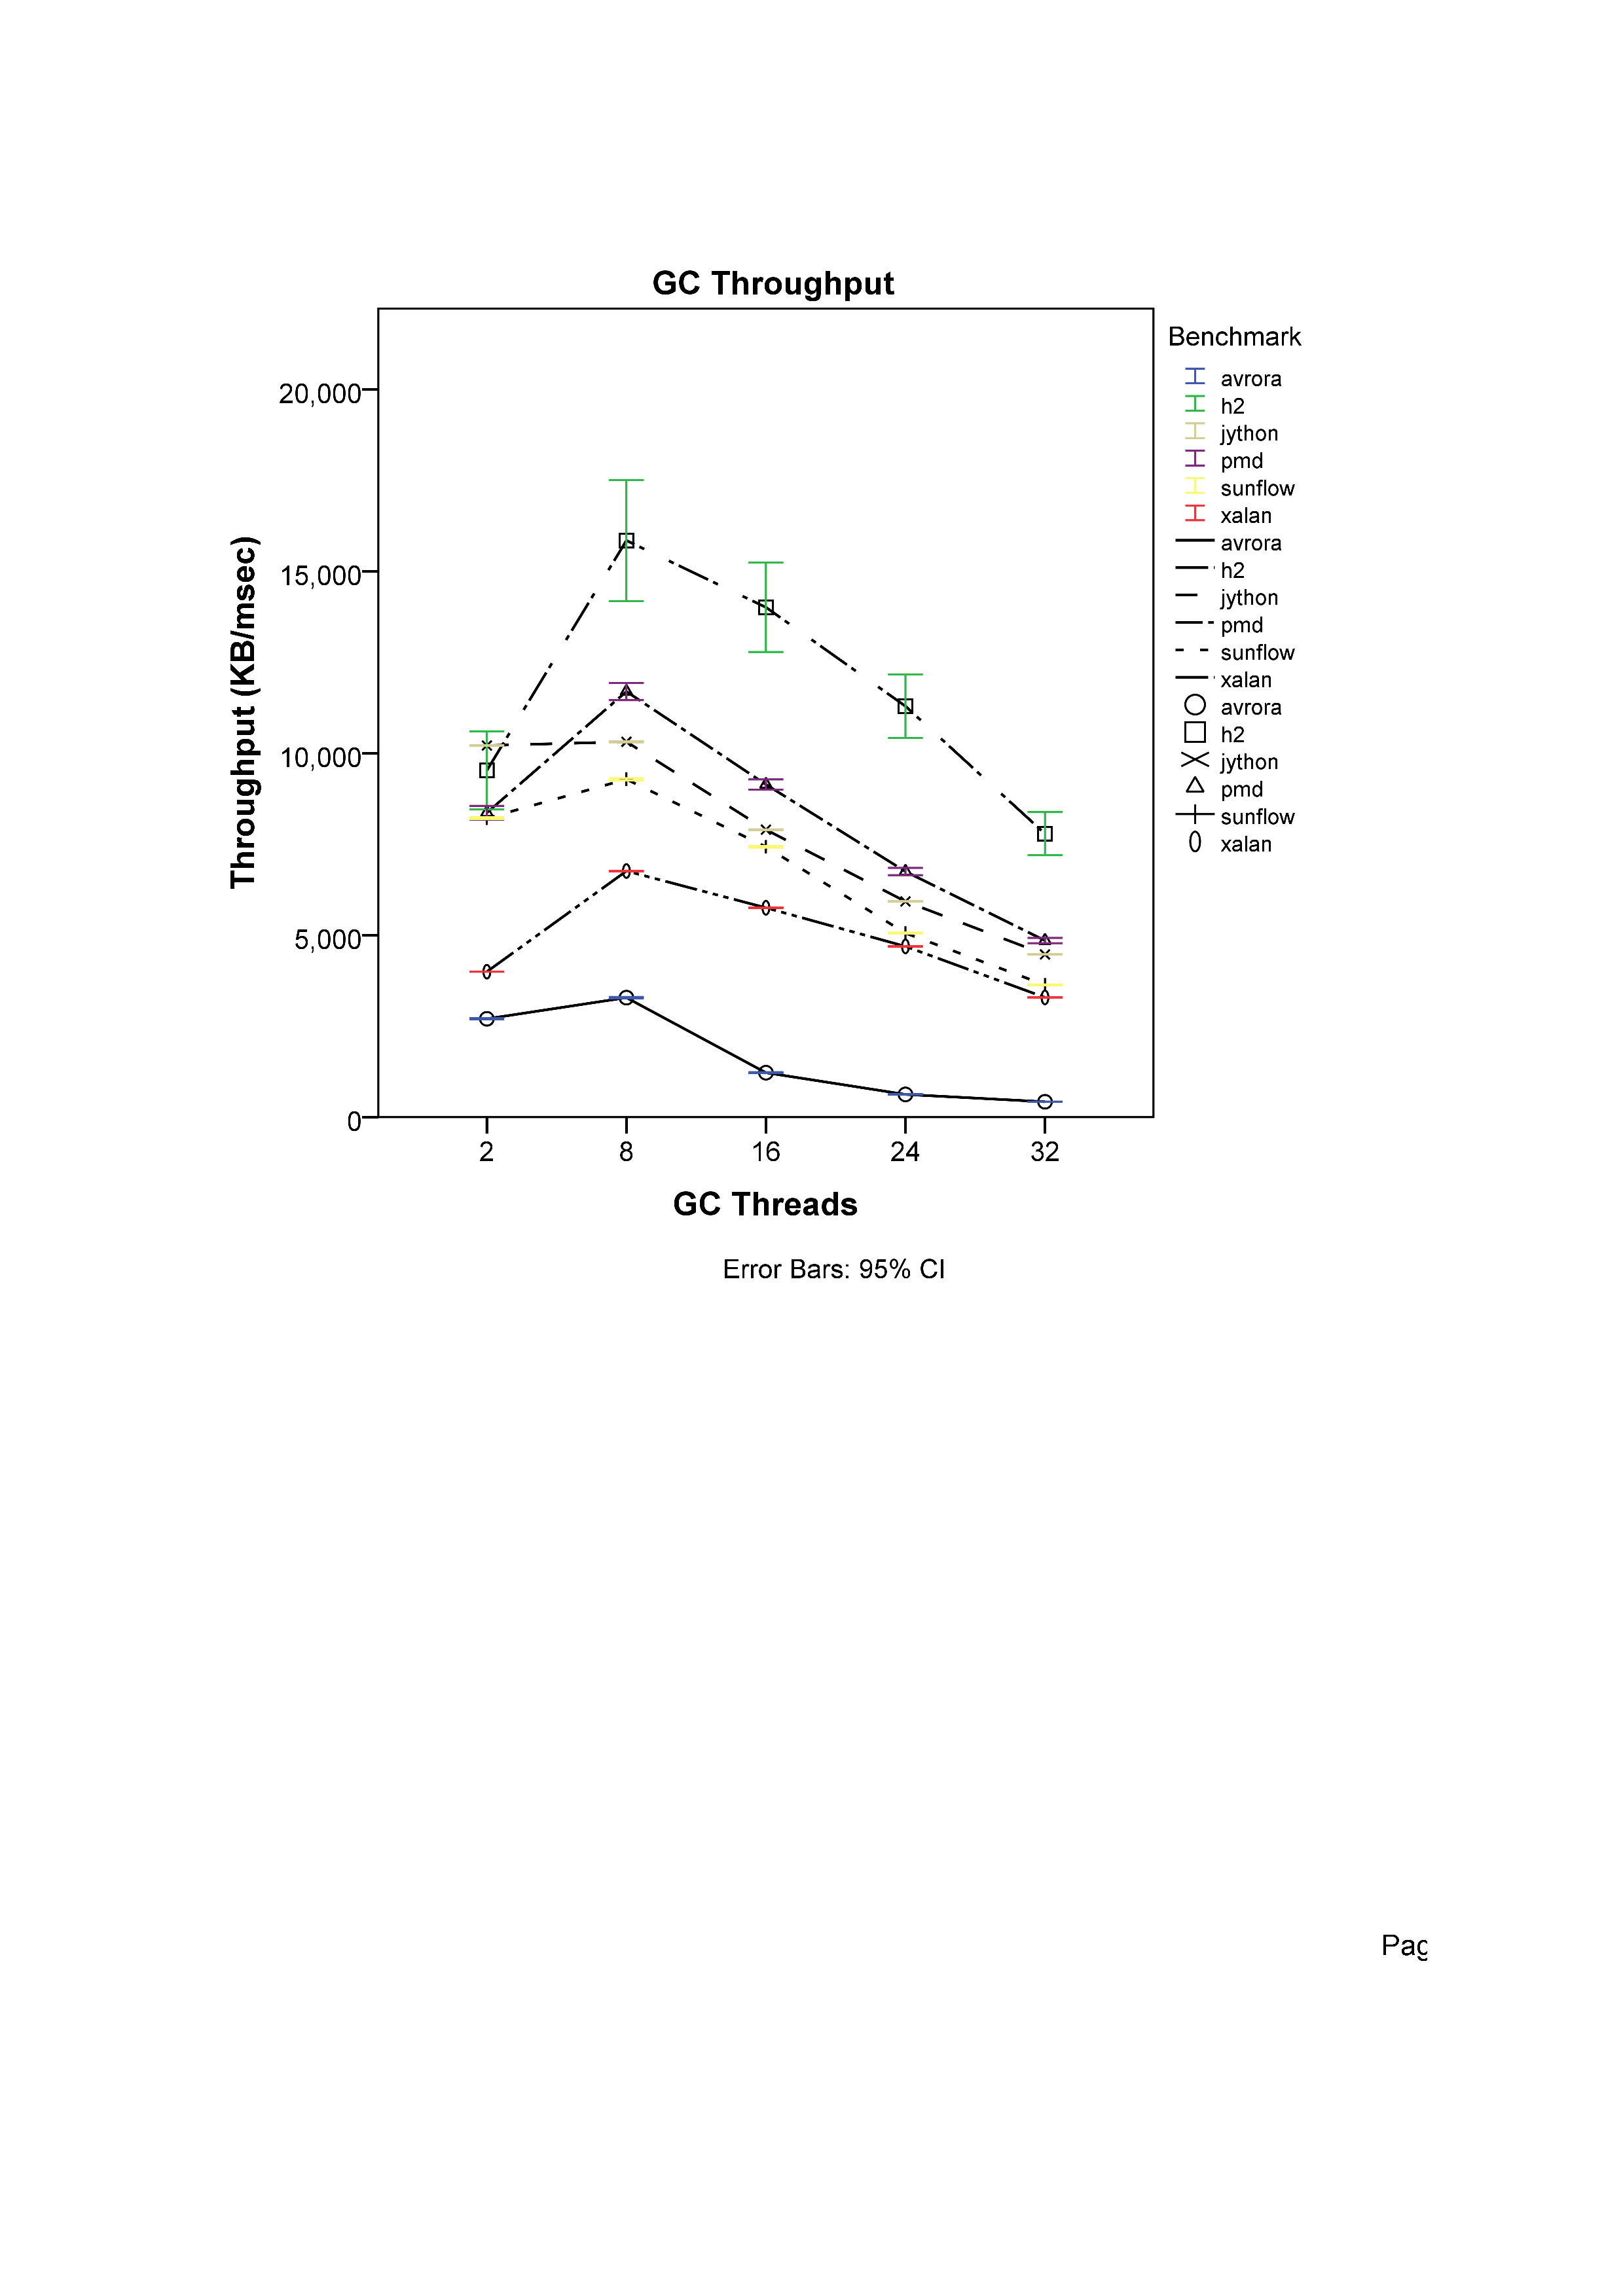 GC Throughput
Throughput (KB/msec)
20,000
15,000
10,000
5,000
0
2 8 16 24 32
GC Threads
Error Bars: 95% CI
Benchmark
avrora
h2
jython
pmd
sunflow
xalan
avrora
h2
jython
pmd
sunflow
xalan
avrora
h2
jython
pmd
sunflow
xalan
Pag